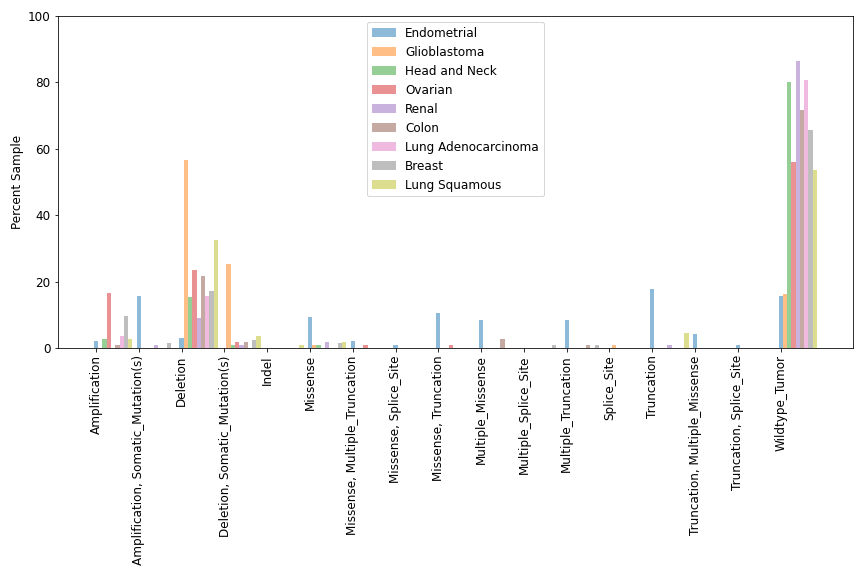 100
80
60
40
20
0
Percent Sample
Endometrial
Glioblastoma
Head and Neck
Ovarian
Renal
Colon
Lung Adenocarcinoma
Breast
Lung Squamous
Amplification
Amplification, Somatic_Mutation(s)
Deletion
Deletion, Somatic_Mutation(s)
Indel
Missense
Missense, Multiple_Truncation
Missense, Splice_Site
Missense, Truncation
Multiple_Missense
Multiple_Splice_Site
Multiple_Truncation
Splice_Site
Truncation
Truncation, Multiple_Missense
Truncation, Splice_Site
Wildtype_Tumor